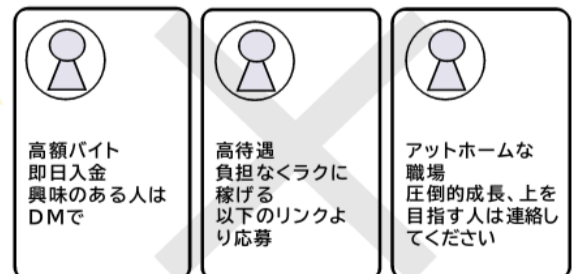 高額バイト
即日入金
興味のある人は
DMで
高待遇
負担なくラクに
稼げる
以下のリンクよ
り応募
アットホームな
職場
圧倒的成長、上を
目指す人は連絡し
てください